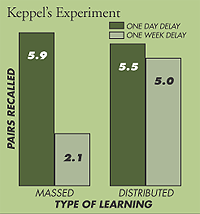 Keppel's Experiment
ONE DAY DELAY
ONE WEEK DELAY
PAIRS RECALLED
5.9
2.1
5.5
5.0
MASSED
DISTRIBUTED
TYPE OF LEARNING